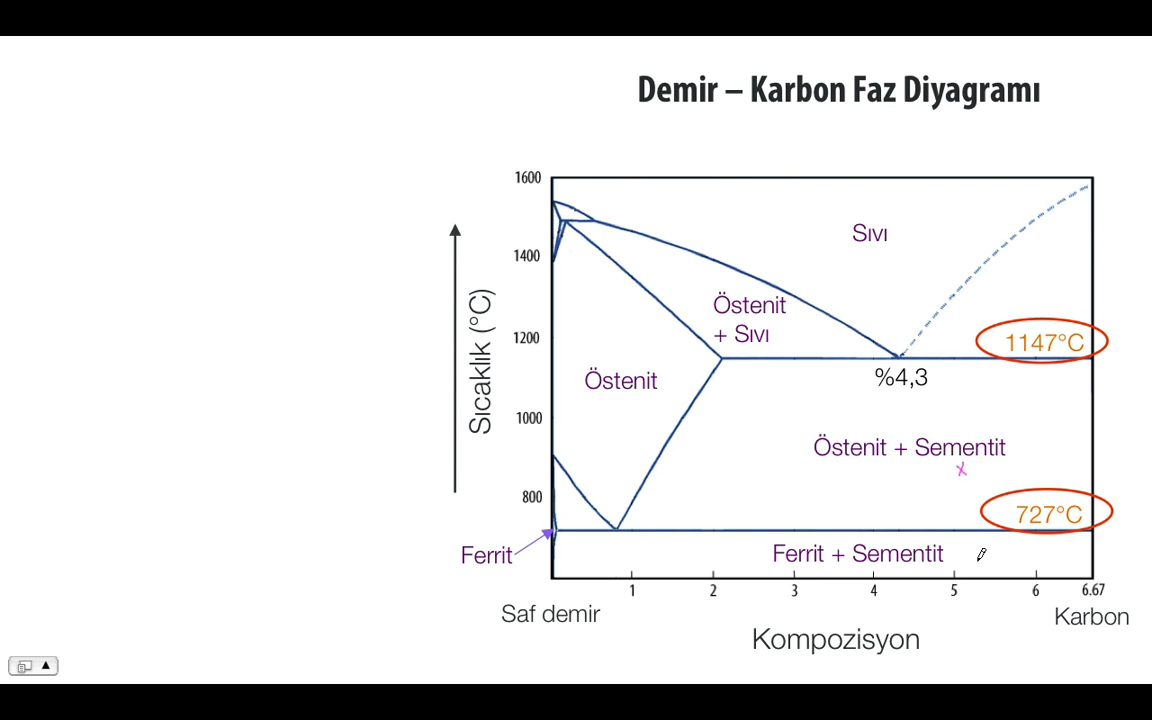 Demir – Karbon Faz Diyagramı
1600
1400
1200
1000
800
Sıcaklık (°C)
Sıvı
Östenit
+ Sıvı
1147°C
%4,3
Östenit
Östenit + Sementit
727°C
Ferrit
Ferrit + Sementit
1 2 3 4 5 6 6.67
Saf demir
Karbon
Kompozisyon